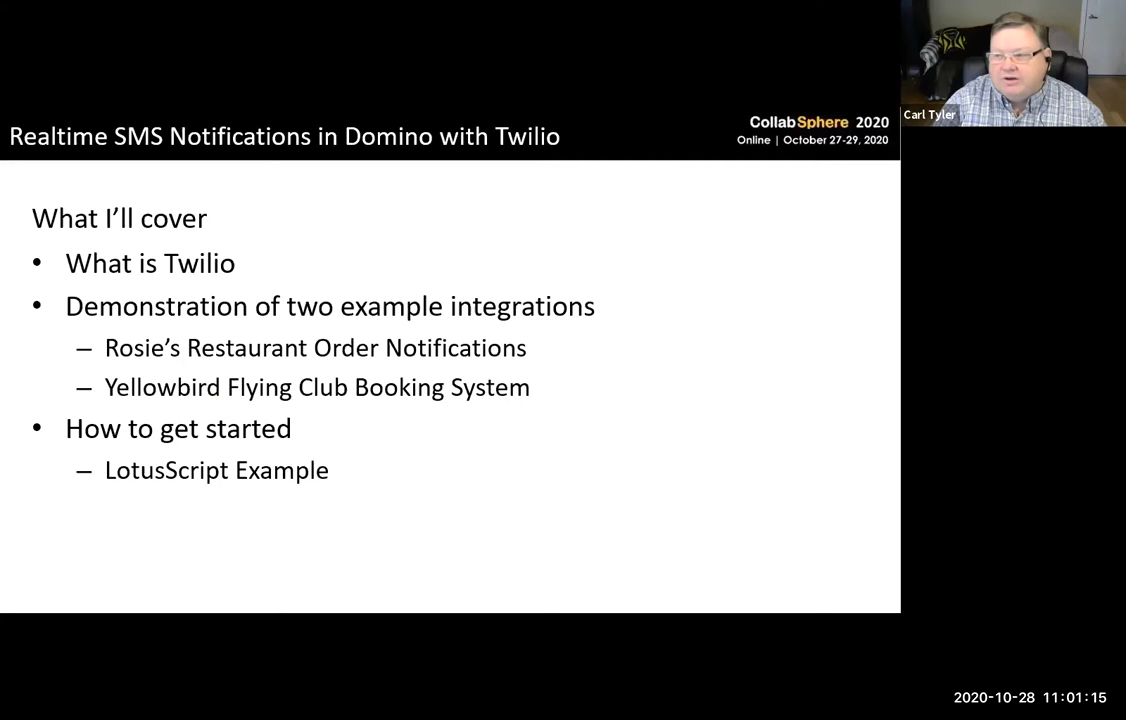 Realtime SMS Notifications in Domino with Twilio
CollabSphere 2020
Online | October 27-29, 2020
Carl Tyler
What I’ll cover
• What is Twilio
• Demonstration of two example integrations
– Rosie’s Restaurant Order Notifications
– Yellowbird Flying Club Booking System
• How to get started
– LotusScript Example
2020-10-28 11:01:15